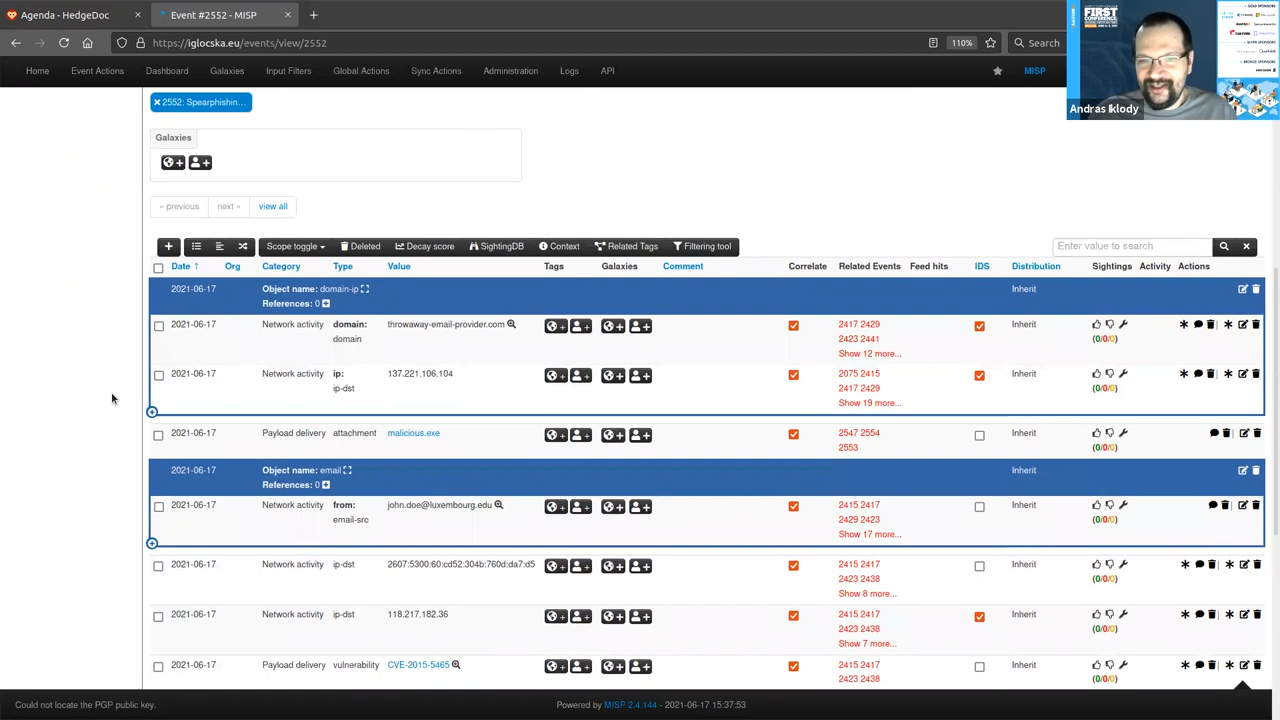 Agenda - HedgeDoc
Event #2552 - MISP
https://iglocska.eu/events/view/2552
110%
Search
FIRST
CONFERENCE
Andras Iklody
Home Event Actions Dashboard Galaxies Input Filters Global Actions Sync Actions Administration Logs API MISP
2552: Spearphishin...
Galaxies
« previous next » view all
Scope toggle Deleted Decay score SightingDB Context Related Tags Filtering tool Enter value to search
Date ↑ Org Category Type Value Tags Galaxies Comment Correlate Related Events Feed hits IDS Distribution Sightings Activity Actions
2021-06-17 Object name: domain-ip Inherit
References: 0
2021-06-17 Network activity domain: throwaway-email-provider.com 2417 2429 Inherit
domain 2423 2441 (0/0/0)
Show 12 more...
2021-06-17 Network activity ip: 137.221.106.104 2075 2415 Inherit
ip-dst 2417 2429 (0/0/0)
Show 19 more...
2021-06-17 Payload delivery attachment malicious.exe 2547 2554 Inherit
2553 (0/0/0)
2021-06-17 Object name: email Inherit
References: 0
2021-06-17 Network activity from: john.doe@luxembourg.edu 2415 2417 Inherit
email-src 2429 2423 (0/0/0)
Show 17 more...
2021-06-17 Network activity ip-dst 2607:5300:60:cd52:304b:760d:da7:d5 2415 2417 Inherit
2423 2438 (0/0/0)
Show 8 more...
2021-06-17 Network activity ip-dst 118.217.182.36 2415 2417 Inherit
2423 2438 (0/0/0)
Show 7 more...
2021-06-17 Payload delivery vulnerability CVE-2015-5465 2415 2417 Inherit
2423 2438 (0/0/0)
Could not locate the PGP public key. Powered by MISP 2.4.144 - 2021-06-17 15:37:53